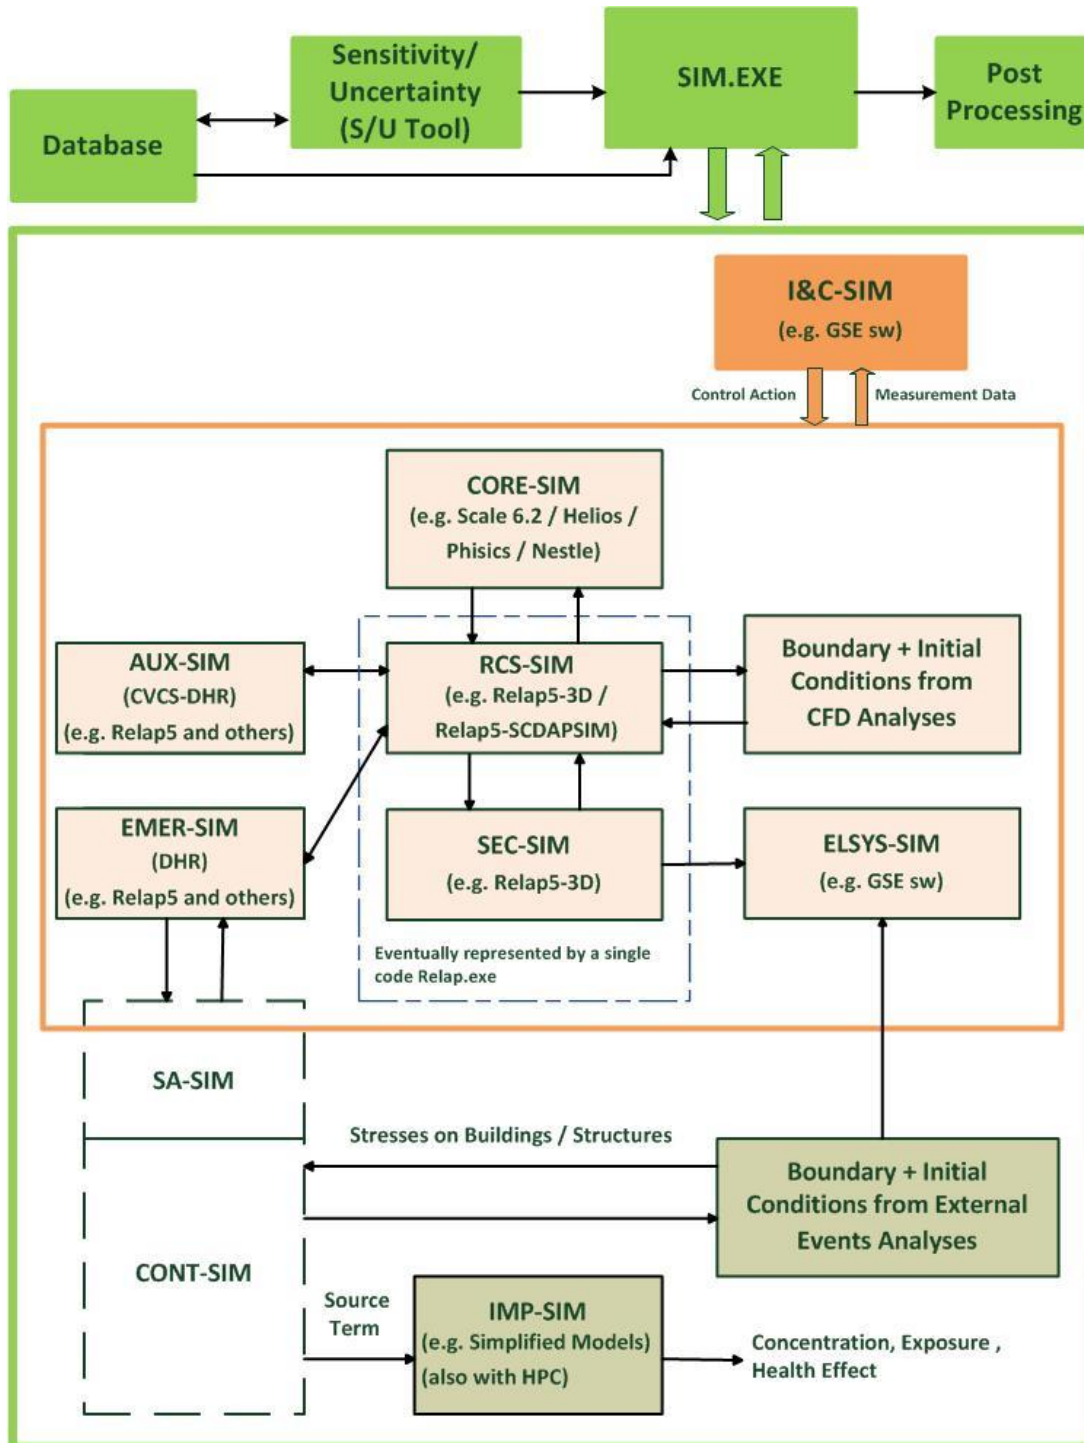 Sensitivity/
Uncertainty
(S/U Tool)
SIM.EXE
Post
Processing
Database
I&C-SIM
(e.g. GSE sw)
Control Action
Measurement Data
CORE-SIM
(e.g. Scale 6.2 / Helios /
Phisics / Nestle)
AUX-SIM
(CVCS-DHR)
(e.g. Relap5 and others)
RCS-SIM
(e.g. Relap5-3D /
Relap5-SCDAPSIM)
Boundary + Initial
Conditions from
CFD Analyses
EMER-SIM
(DHR)
(e.g. Relap5 and others)
SEC-SIM
(e.g. Relap5-3D)
ELSYS-SIM
(e.g. GSE sw)
Eventually represented by a single
code Relap.exe
SA-SIM
Stresses on Buildings / Structures
Boundary + Initial
Conditions from External
Events Analyses
CONT-SIM
Source
Term
IMP-SIM
(e.g. Simplified Models)
(also with HPC)
Concentration, Exposure ,
Health Effect